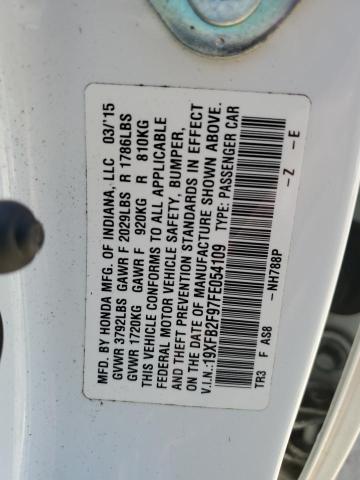 MFD. BY HONDA MFG. OF INDIANA, LLC 03/'15
GVWR 3792LBS GAWR F 2029LBS R 1786LBS
GVWR 1720KG GAWR F 920KG R 810KG
THIS VEHICLE CONFORMS TO ALL APPLICABLE
FEDERAL MOTOR VEHICLE SAFETY, BUMPER,
AND THEFT PREVENTION STANDARDS IN EFFECT
ON THE DATE OF MANUFACTURE SHOWN ABOVE.
V.I.N.:19XFB2F97FE054109 TYPE: PASSENGER CAR
TR3 F AS8 -NH788P -Z -E